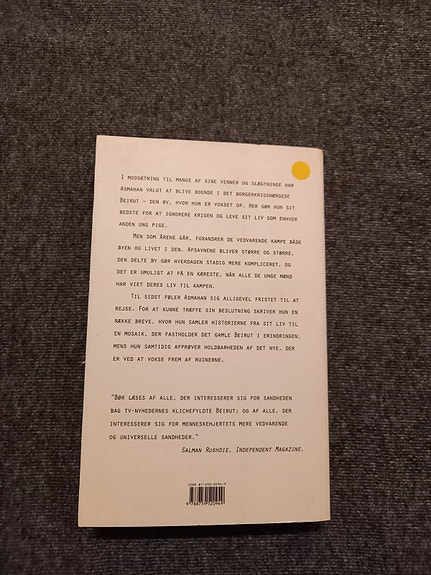 I MODSÆTNING TIL MANGE AF SINE VENNER OG SLÆGTNINGE HAR
ASMAHAN VALGT AT BLIVE BOENDE I DET BORGERKRIGSHÆRGEDE
BEIRUT – DEN BY, HVOR HUN ER VOKSET OP. HER GØR HUN SIT
BEDSTE FOR AT IGNORERE KRIGEN OG LEVE SIT LIV SOM ENHVER
ANDEN UNG PIGE.
MEN SOM ÅRENE GÅR, FORANDRER DE VEDVARENDE KAMPE BÅDE
BYEN OG LIVET I DEN. AFSAVNENE BLIVER STØRRE OG STØRRE,
DEN DELTE BY GØR HVERDAGEN STADIG MERE KOMPLICERET, OG
DET ER UMULIGT AT FÅ EN KÆRESTE, NÅR ALLE DE UNGE MÆND
HAR VIET DERES LIV TIL KAMPEN.
TIL SIDST FØLER ASMAHAN SIG ALLIGEVEL FRISTET TIL AT
REJSE. FOR AT KUNNE TRÆFFE SIN BESLUTNING SKRIVER HUN EN
RÆKKE BREVE, HVOR HUN SAMLER HISTORIERNE FRA SIT LIV TIL
EN MOSAIK, DER FASTHOLDER DET GAMLE BEIRUT I ERINDRINGEN,
MENS HUN SAMTIDIG AFPRØVER HOLDBARHEDEN AF DET NYE, DER
ER VED AT VOKSE FREM AF RUINERNE.
"BØR LÆSES AF ALLE, DER INTERESSERER SIG FOR SANDHEDEN
BAG TV-NYHEDERNES KLICHEFYLDTE BEIRUT; OG AF ALLE, DER
INTERESSERER SIG FOR MENNESKEHJERTETS MERE VEDVARENDE
OG UNIVERSELLE SANDHEDER."
SALMAN RUSHDIE, INDEPENDENT MAGAZINE.
ISBN 87-595-2094-9
9 788759 520949